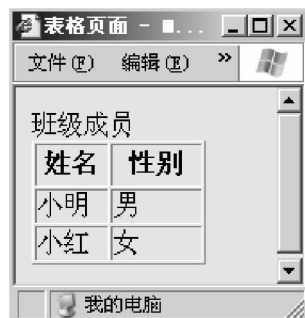 表格页面 - ■...
文件(F) 编辑(E) »
班级成员
姓名 性别
小明 男
小红 女
我的电脑